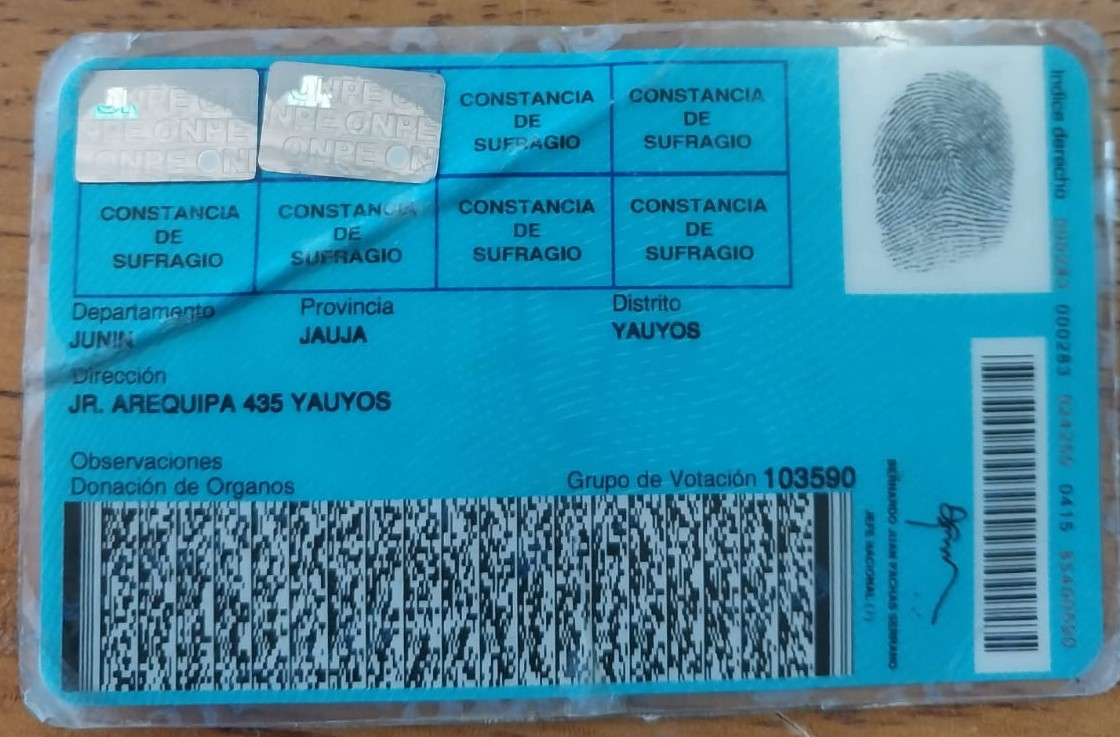 ONPE ONPE
CONSTANCIA DE SUFRAGIO
CONSTANCIA DE SUFRAGIO
CONSTANCIA DE SUFRAGIO
CONSTANCIA DE SUFRAGIO
CONSTANCIA DE SUFRAGIO
CONSTANCIA DE SUFRAGIO
Departamento Provincia Distrito
JUNIN JAUJA YAUYOS
Dirección
JR. AREQUIPA 435 YAUYOS
Observaciones
Donación de Organos Grupo de Votación 103590
Indice derecho
000283
0415
JEFE NACIONAL